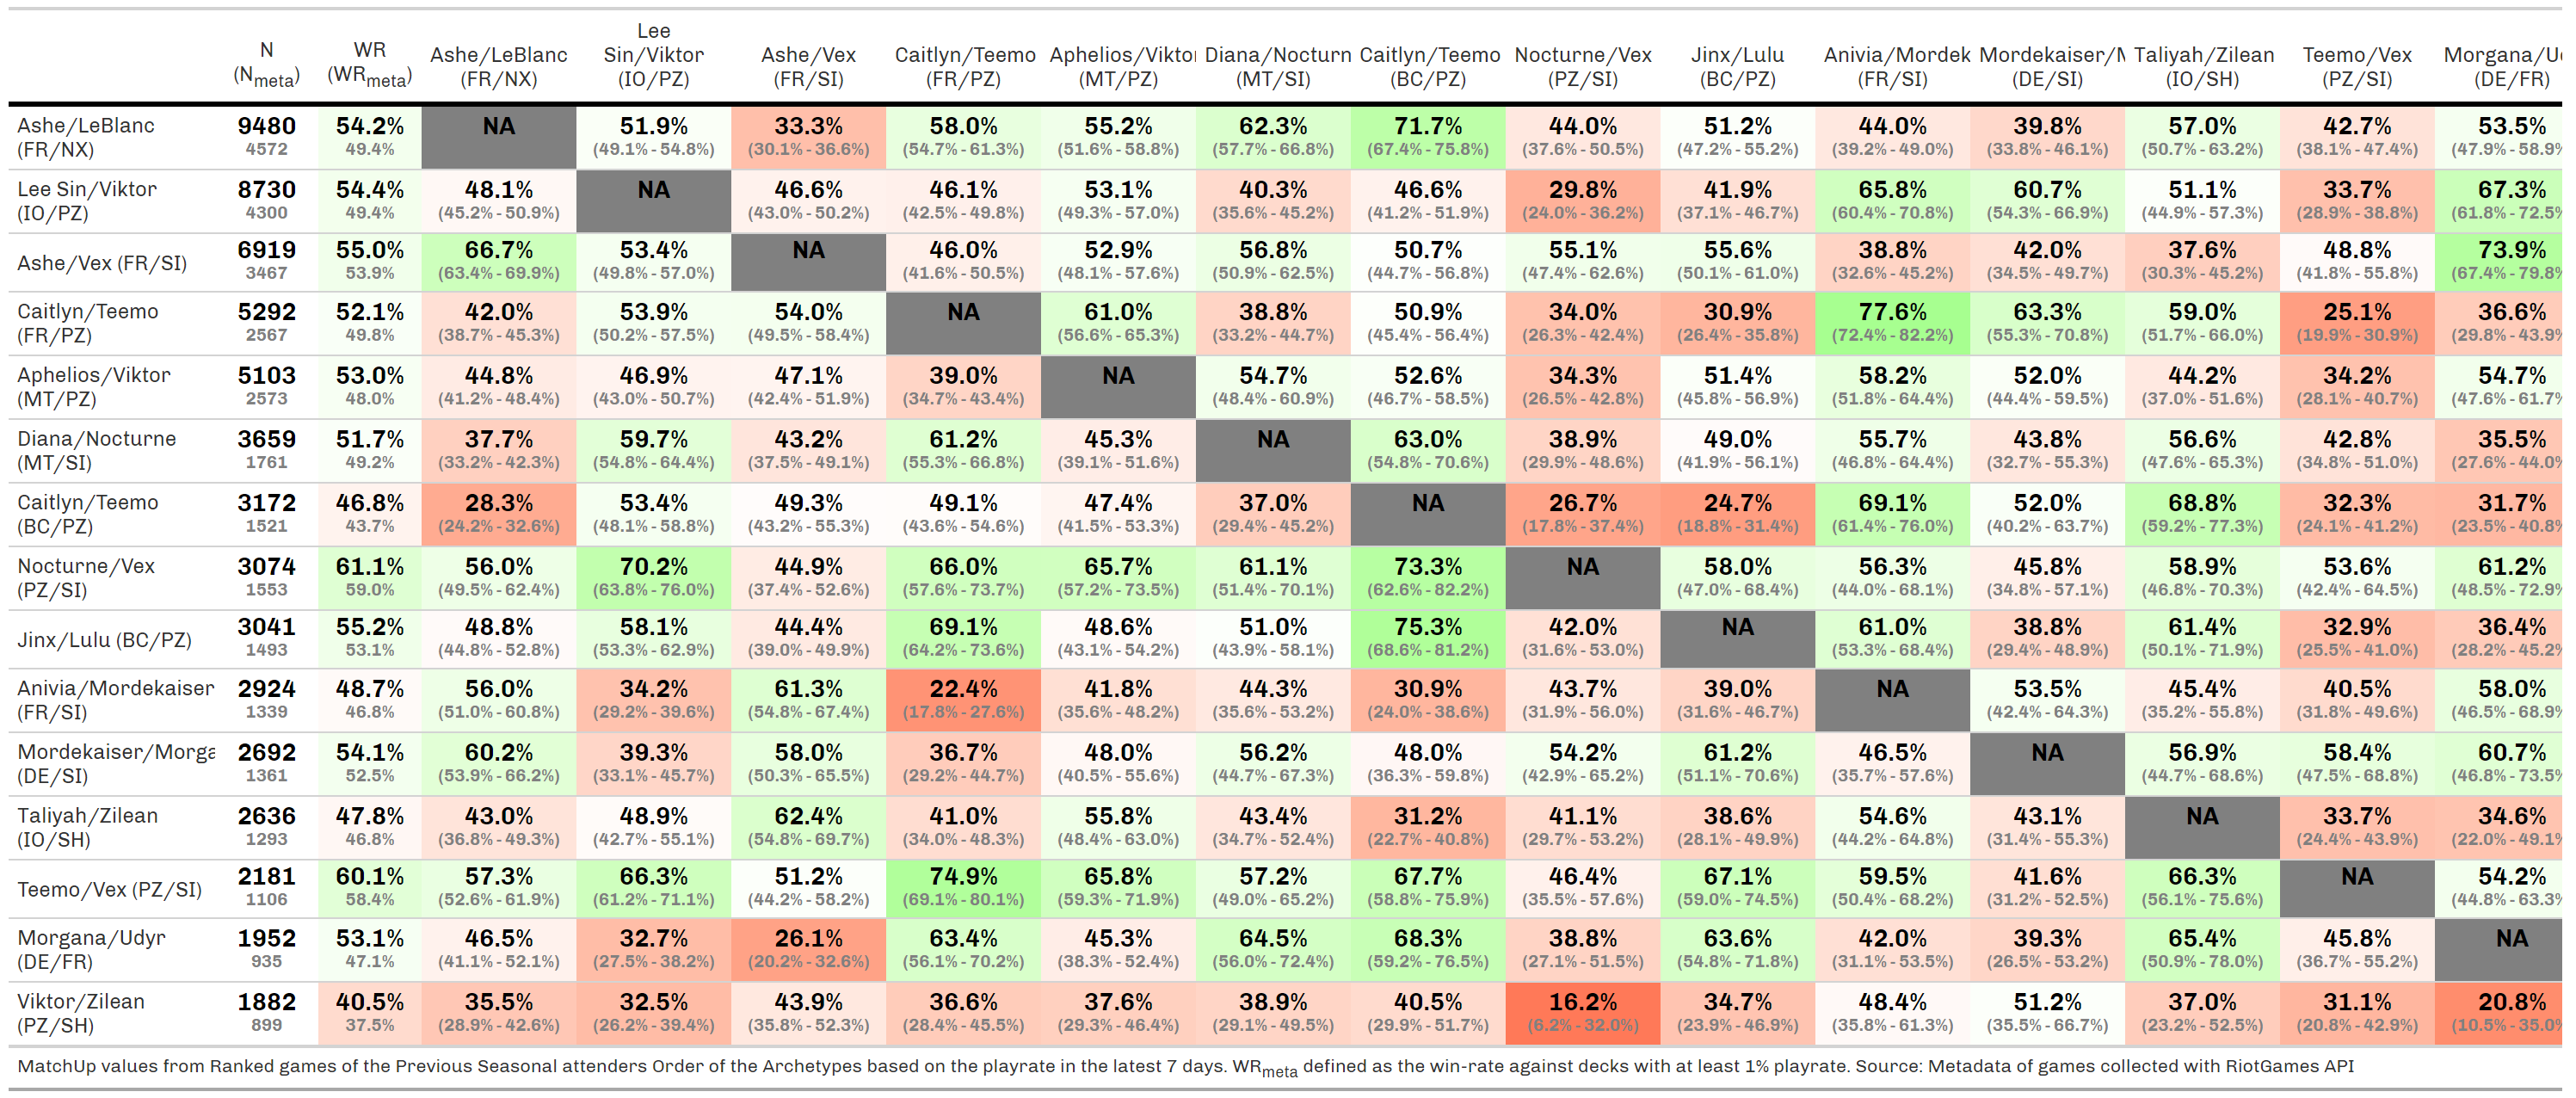 N (N_meta) WR (WR_meta) Ashe/LeBlanc (FR/NX) Lee Sin/Viktor (IO/PZ) Ashe/Vex (FR/SI) Caitlyn/Teemo (FR/PZ) Aphelios/Viktor (MT/PZ) Diana/Nocturn (MT/SI) Caitlyn/Teemo (BC/PZ) Nocturne/Vex (PZ/SI) Jinx/Lulu (BC/PZ) Anivia/Mordek (FR/SI) Mordekaiser/M (DE/SI) Taliyah/Zilean (IO/SH) Teemo/Vex (PZ/SI) Morgana/Ud (DE/FR)
Ashe/LeBlanc 9480 54.2% NA 51.9% 33.3% 58.0% 55.2% 62.3% 71.7% 44.0% 51.2% 44.0% 39.8% 57.0% 42.7% 53.5%
(FR/NX) 4572 49.4% (49.1% - 54.8%) (30.1% - 36.6%) (54.7% - 61.3%) (51.6% - 58.8%) (57.7% - 66.8%) (67.4% - 75.8%) (37.6% - 50.5%) (47.2% - 55.2%) (39.2% - 49.0%) (33.8% - 46.1%) (50.7% - 63.2%) (38.1% - 47.4%) (47.9% - 58.9%
Lee Sin/Viktor 8730 54.4% 48.1% NA 46.6% 46.1% 53.1% 40.3% 46.6% 29.8% 41.9% 65.8% 60.7% 51.1% 33.7% 67.3%
(IO/PZ) 4300 49.4% (45.2% - 50.9%) (43.0% - 50.2%) (42.5% - 49.8%) (49.3% - 57.0%) (35.6% - 45.2%) (41.2% - 51.9%) (24.0% - 36.2%) (37.1% - 46.7%) (60.4% - 70.8%) (54.3% - 66.9%) (44.9% - 57.3%) (28.9% - 38.8%) (61.8% - 72.5%
Ashe/Vex (FR/SI) 6919 55.0% 66.7% 53.4% NA 46.0% 52.9% 56.8% 50.7% 55.1% 55.6% 38.8% 42.0% 37.6% 48.8% 73.9%
3467 53.9% (63.4% - 69.9%) (49.8% - 57.0%) (41.6% - 50.5%) (48.1% - 57.6%) (50.9% - 62.5%) (44.7% - 56.8%) (47.4% - 62.6%) (50.1% - 61.0%) (32.6% - 45.2%) (34.5% - 49.7%) (30.3% - 45.2%) (41.8% - 55.8%) (67.4% - 79.8%
Caitlyn/Teemo 5292 52.1% 42.0% 53.9% 54.0% NA 61.0% 38.8% 50.9% 34.0% 30.9% 77.6% 63.3% 59.0% 25.1% 36.6%
(FR/PZ) 2567 49.8% (38.7% - 45.3%) (50.2% - 57.5%) (49.5% - 58.4%) (56.6% - 65.3%) (33.2% - 44.7%) (45.4% - 56.4%) (26.3% - 42.4%) (26.4% - 35.8%) (72.4% - 82.2%) (55.3% - 70.8%) (51.7% - 66.0%) (19.9% - 30.9%) (29.8% - 43.9%
Aphelios/Viktor 5103 53.0% 44.8% 46.9% 47.1% 39.0% NA 54.7% 52.6% 34.3% 51.4% 58.2% 52.0% 44.2% 34.2% 54.7%
(MT/PZ) 2573 48.0% (41.2% - 48.4%) (43.0% - 50.7%) (42.4% - 51.9%) (34.7% - 43.4%) (48.4% - 60.9%) (46.7% - 58.5%) (26.5% - 42.8%) (45.8% - 56.9%) (51.8% - 64.4%) (44.4% - 59.5%) (37.0% - 51.6%) (28.1% - 40.7%) (47.6% - 61.7%
Diana/Nocturne 3659 51.7% 37.7% 59.7% 43.2% 61.2% 45.3% NA 63.0% 38.9% 49.0% 55.7% 43.8% 56.6% 42.8% 35.5%
(MT/SI) 1761 49.2% (33.2% - 42.3%) (54.8% - 64.4%) (37.5% - 49.1%) (55.3% - 66.8%) (39.1% - 51.6%) (54.8% - 70.6%) (29.9% - 48.6%) (41.9% - 56.1%) (46.8% - 64.4%) (32.7% - 55.3%) (47.6% - 65.3%) (34.8% - 51.0%) (27.6% - 44.0%
Caitlyn/Teemo 3172 46.8% 28.3% 53.4% 49.3% 49.1% 47.4% 37.0% NA 26.7% 24.7% 69.1% 52.0% 68.8% 32.3% 31.7%
(BC/PZ) 1521 43.7% (24.2% - 32.6%) (48.1% - 58.8%) (43.2% - 55.3%) (43.6% - 54.6%) (41.5% - 53.3%) (29.4% - 45.2%) (17.8% - 37.4%) (18.8% - 31.4%) (61.4% - 76.0%) (40.2% - 63.7%) (59.2% - 77.3%) (24.1% - 41.2%) (23.5% - 40.8%
Nocturne/Vex 3074 61.1% 56.0% 70.2% 44.9% 66.0% 65.7% 61.1% 73.3% NA 58.0% 56.3% 45.8% 58.9% 53.6% 61.2%
(PZ/SI) 1553 59.0% (49.5% - 62.4%) (63.8% - 76.0%) (37.4% - 52.6%) (57.6% - 73.7%) (57.2% - 73.5%) (51.4% - 70.1%) (62.6% - 82.2%) (47.0% - 68.4%) (44.0% - 68.1%) (34.8% - 57.1%) (46.8% - 70.3%) (42.4% - 64.5%) (48.5% - 72.9%
Jinx/Lulu (BC/PZ) 3041 55.2% 48.8% 58.1% 44.4% 69.1% 48.6% 51.0% 75.3% 42.0% NA 61.0% 38.8% 61.4% 32.9% 36.4%
1493 53.1% (44.8% - 52.8%) (53.3% - 62.9%) (39.0% - 49.9%) (64.2% - 73.6%) (43.1% - 54.2%) (43.9% - 58.1%) (68.6% - 81.2%) (31.6% - 53.0%) (53.3% - 68.4%) (29.4% - 48.9%) (50.1% - 71.9%) (25.5% - 41.0%) (28.2% - 45.2%
Anivia/Mordekaiser 2924 48.7% 56.0% 34.2% 61.3% 22.4% 41.8% 44.3% 30.9% 43.7% 39.0% NA 53.5% 45.4% 40.5% 58.0%
(FR/SI) 1339 46.8% (51.0% - 60.8%) (29.2% - 39.6%) (54.8% - 67.4%) (17.8% - 27.6%) (35.6% - 48.2%) (35.6% - 53.2%) (24.0% - 38.6%) (31.9% - 56.0%) (31.6% - 46.7%) (42.4% - 64.3%) (35.2% - 55.8%) (31.8% - 49.6%) (46.5% - 68.9%
Mordekaiser/Morga 2692 54.1% 60.2% 39.3% 58.0% 36.7% 48.0% 56.2% 48.0% 54.2% 61.2% 46.5% NA 56.9% 58.4% 60.7%
(DE/SI) 1361 52.5% (53.9% - 66.2%) (33.1% - 45.7%) (50.3% - 65.5%) (29.2% - 44.7%) (40.5% - 55.6%) (44.7% - 67.3%) (36.3% - 59.8%) (42.9% - 65.2%) (51.1% - 70.6%) (35.7% - 57.6%) (44.7% - 68.6%) (47.5% - 68.8%) (46.8% - 73.5%
Taliyah/Zilean 2636 47.8% 43.0% 48.9% 62.4% 41.0% 55.8% 43.4% 31.2% 41.1% 38.6% 54.6% 43.1% NA 33.7% 34.6%
(IO/SH) 1293 46.8% (36.8% - 49.3%) (42.7% - 55.1%) (54.8% - 69.7%) (34.0% - 48.3%) (48.4% - 63.0%) (34.7% - 52.4%) (22.7% - 40.8%) (29.7% - 53.2%) (28.1% - 49.9%) (44.2% - 64.8%) (31.4% - 55.3%) (24.4% - 43.9%) (22.0% - 49.1%
Teemo/Vex (PZ/SI) 2181 60.1% 57.3% 66.3% 51.2% 74.9% 65.8% 57.2% 67.7% 46.4% 67.1% 59.5% 41.6% 66.3% NA 54.2%
1106 58.4% (52.6% - 61.9%) (61.2% - 71.1%) (44.2% - 58.2%) (69.1% - 80.1%) (59.3% - 71.9%) (49.0% - 65.2%) (58.8% - 75.9%) (35.5% - 57.6%) (59.0% - 74.5%) (50.4% - 68.2%) (31.2% - 52.5%) (56.1% - 75.6%) (44.8% - 63.3%
Morgana/Udyr 1952 53.1% 46.5% 32.7% 26.1% 63.4% 45.3% 64.5% 68.3% 38.8% 63.6% 42.0% 39.3% 65.4% 45.8% NA
(DE/FR) 935 47.1% (41.1% - 52.1%) (27.5% - 38.2%) (20.2% - 32.6%) (56.1% - 70.2%) (38.3% - 52.4%) (56.0% - 72.4%) (59.2% - 76.5%) (27.1% - 51.5%) (54.8% - 71.8%) (31.1% - 53.5%) (26.5% - 53.2%) (50.9% - 78.0%) (36.7% - 55.2%)
Viktor/Zilean 1882 40.5% 35.5% 32.5% 43.9% 36.6% 37.6% 38.9% 40.5% 16.2% 34.7% 48.4% 51.2% 37.0% 31.1% 20.8%
(PZ/SH) 899 37.5% (28.9% - 42.6%) (26.2% - 39.4%) (35.8% - 52.3%) (28.4% - 45.5%) (29.3% - 46.4%) (29.1% - 49.5%) (29.9% - 51.7%) (6.2% - 32.0%) (23.9% - 46.9%) (35.8% - 61.3%) (35.5% - 66.7%) (23.2% - 52.5%) (20.8% - 42.9%) (10.5% - 35.0%
MatchUp values from Ranked games of the Previous Seasonal attenders Order of the Archetypes based on the playrate in the latest 7 days. WR_meta defined as the win-rate against decks with at least 1% playrate. Source: Metadata of games collected with RiotGames API